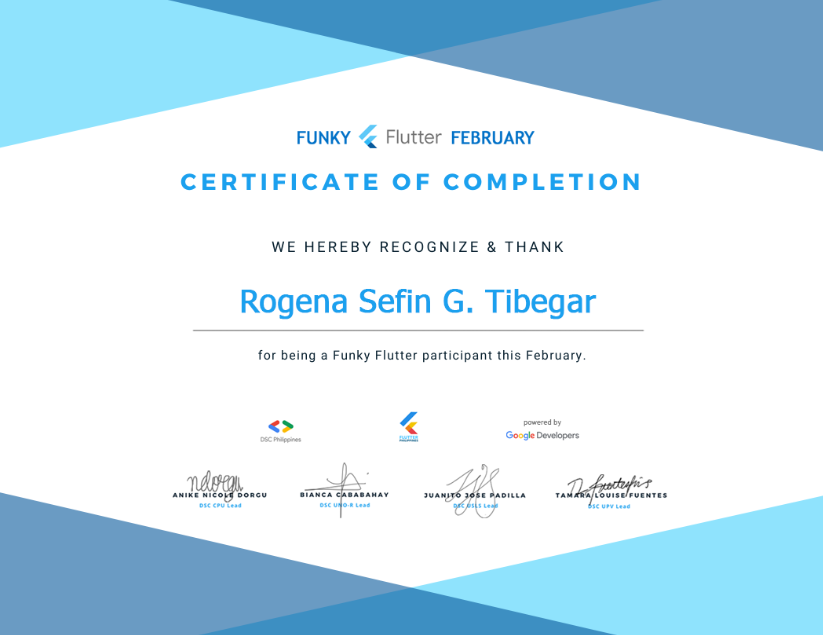 FUNKY Flutter FEBRUARY
CERTIFICATE OF COMPLETION
WE HEREBY RECOGNIZE & THANK
Rogena Sefin G. Tibegar
for being a Funky Flutter participant this February.
DSC Philippines
FLUTTER
powered by
Google Developers
ANIKE NICOLE DORGU
DSC CPU Lead
BIANCA CABABAHAY
DSC UNO-R Lead
JUANITO JOSE PADILLA
DSC USLS Lead
TAMARA LOUISE FUENTES
DSC UPV Lead